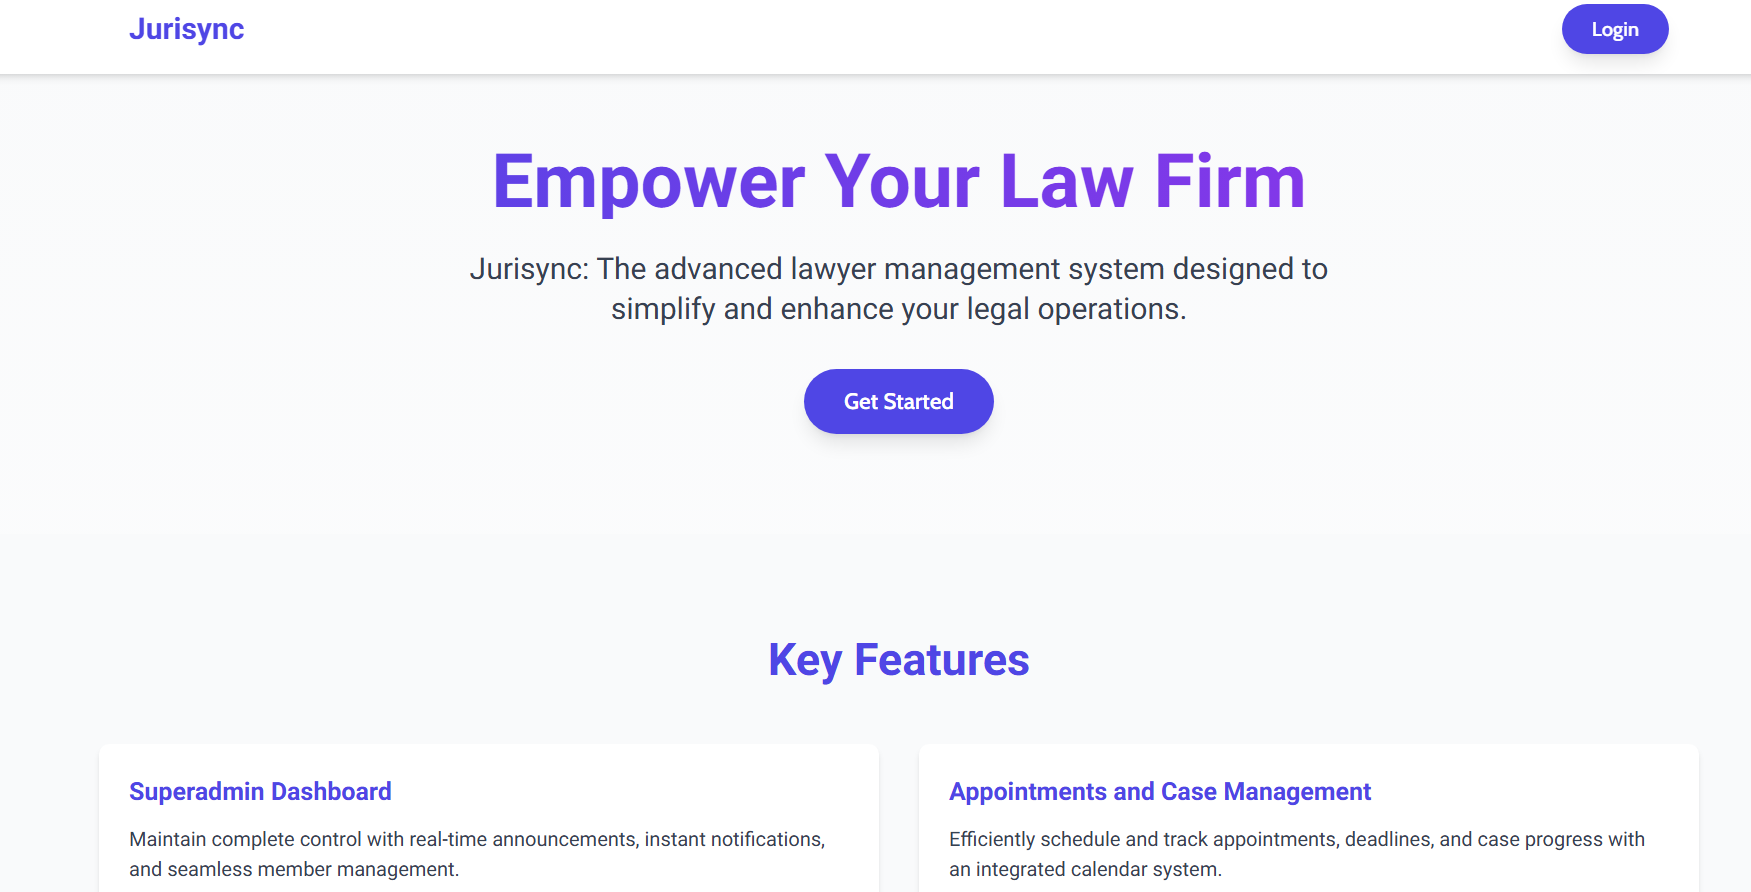 Jurisync
Login
Empower Your Law Firm
Jurisync: The advanced lawyer management system designed to
simplify and enhance your legal operations.
Get Started
Key Features
Superadmin Dashboard
Maintain complete control with real-time announcements, instant notifications,
and seamless member management.
Appointments and Case Management
Efficiently schedule and track appointments, deadlines, and case progress with
an integrated calendar system.